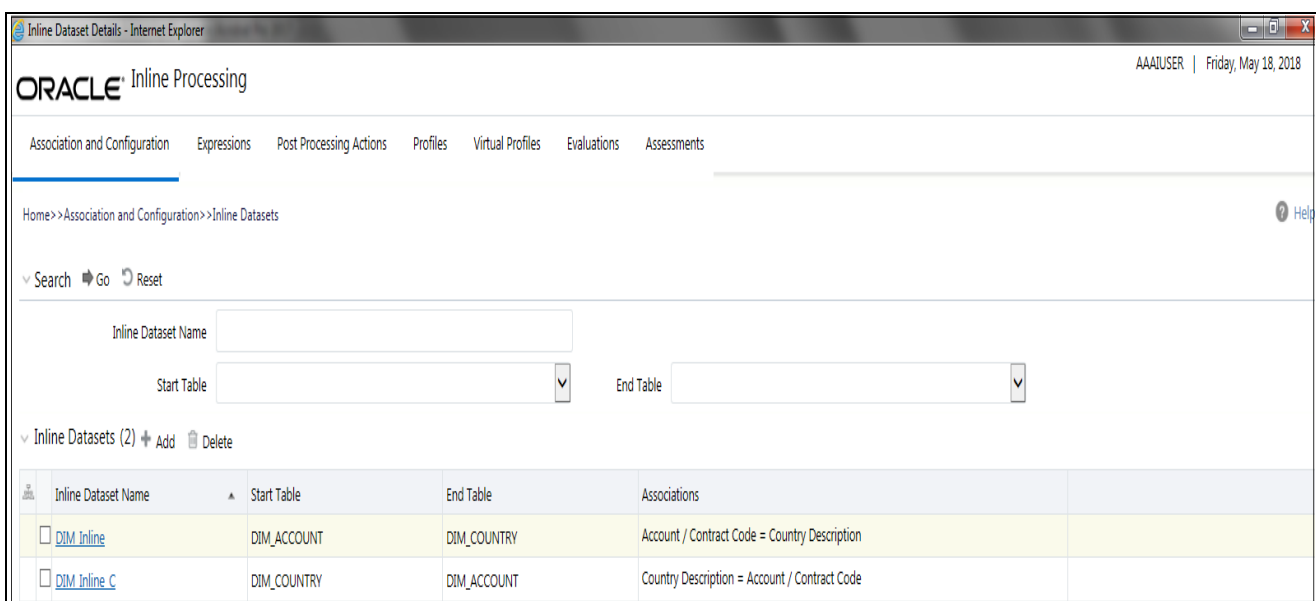 Inline Dataset Details - Internet Explorer
ORACLE® Inline Processing
AAAIUSER | Friday, May 18, 2018
Association and Configuration Expressions Post Processing Actions Profiles Virtual Profiles Evaluations Assessments
Home>>Association and Configuration>>Inline Datasets
? Help
Search Go Reset
Inline Dataset Name
Start Table End Table
Inline Datasets (2) Add Delete
Inline Dataset Name Start Table End Table Associations
DIM Inline DIM_ACCOUNT DIM_COUNTRY Account / Contract Code = Country Description
DIM Inline C DIM_COUNTRY DIM_ACCOUNT Country Description = Account / Contract Code